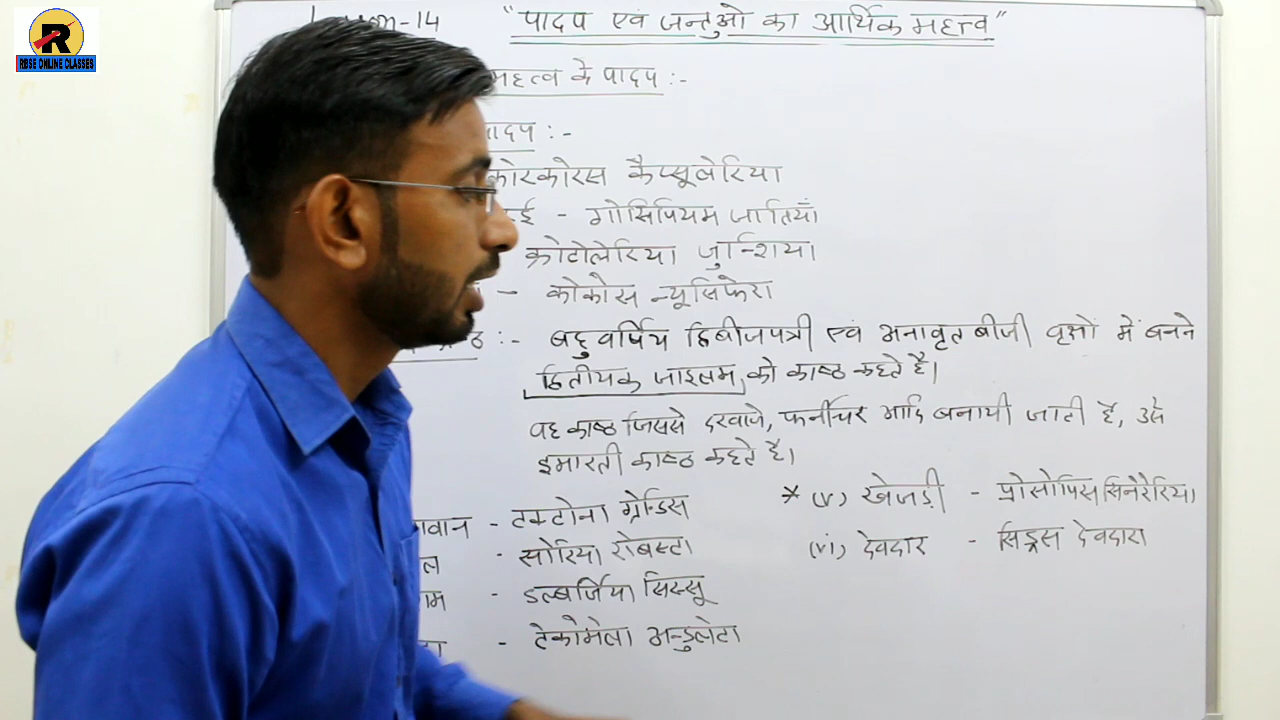 R
RBSE ONLINE CLASSES
-14 "पादप एवं जन्तुओ का आर्थिक महत्त्व"
महत्व के पादप :-
पादप :-
कोरकोरस कैप्सूलेरिया
- गोसिपियम जातियाँ
क्रोटोलेरिया जुन्शिया
- कोकोस न्यूसिफेरा
:- बहुवर्षिय द्विबीजपत्री एवं अनावृतबीजी वृक्षों में बनने
द्वितीयक जाइलम को काष्ठ कहते है।
वह काष्ठ जिससे दरवाजे, फर्नीचर आदि बनायी जाती है, उसे
इमारती काष्ठ कहते है।
- टक्टोना ग्रेन्डिस
- सोरिया रोबस्टा
- डल्बर्जिया सिस्सू
- टेकोमेला अन्डुलेटा
* (v) खेजड़ी - प्रोसोपिस सिनेरेरिया
(vi) देवदार - सिड्रस देवदारा